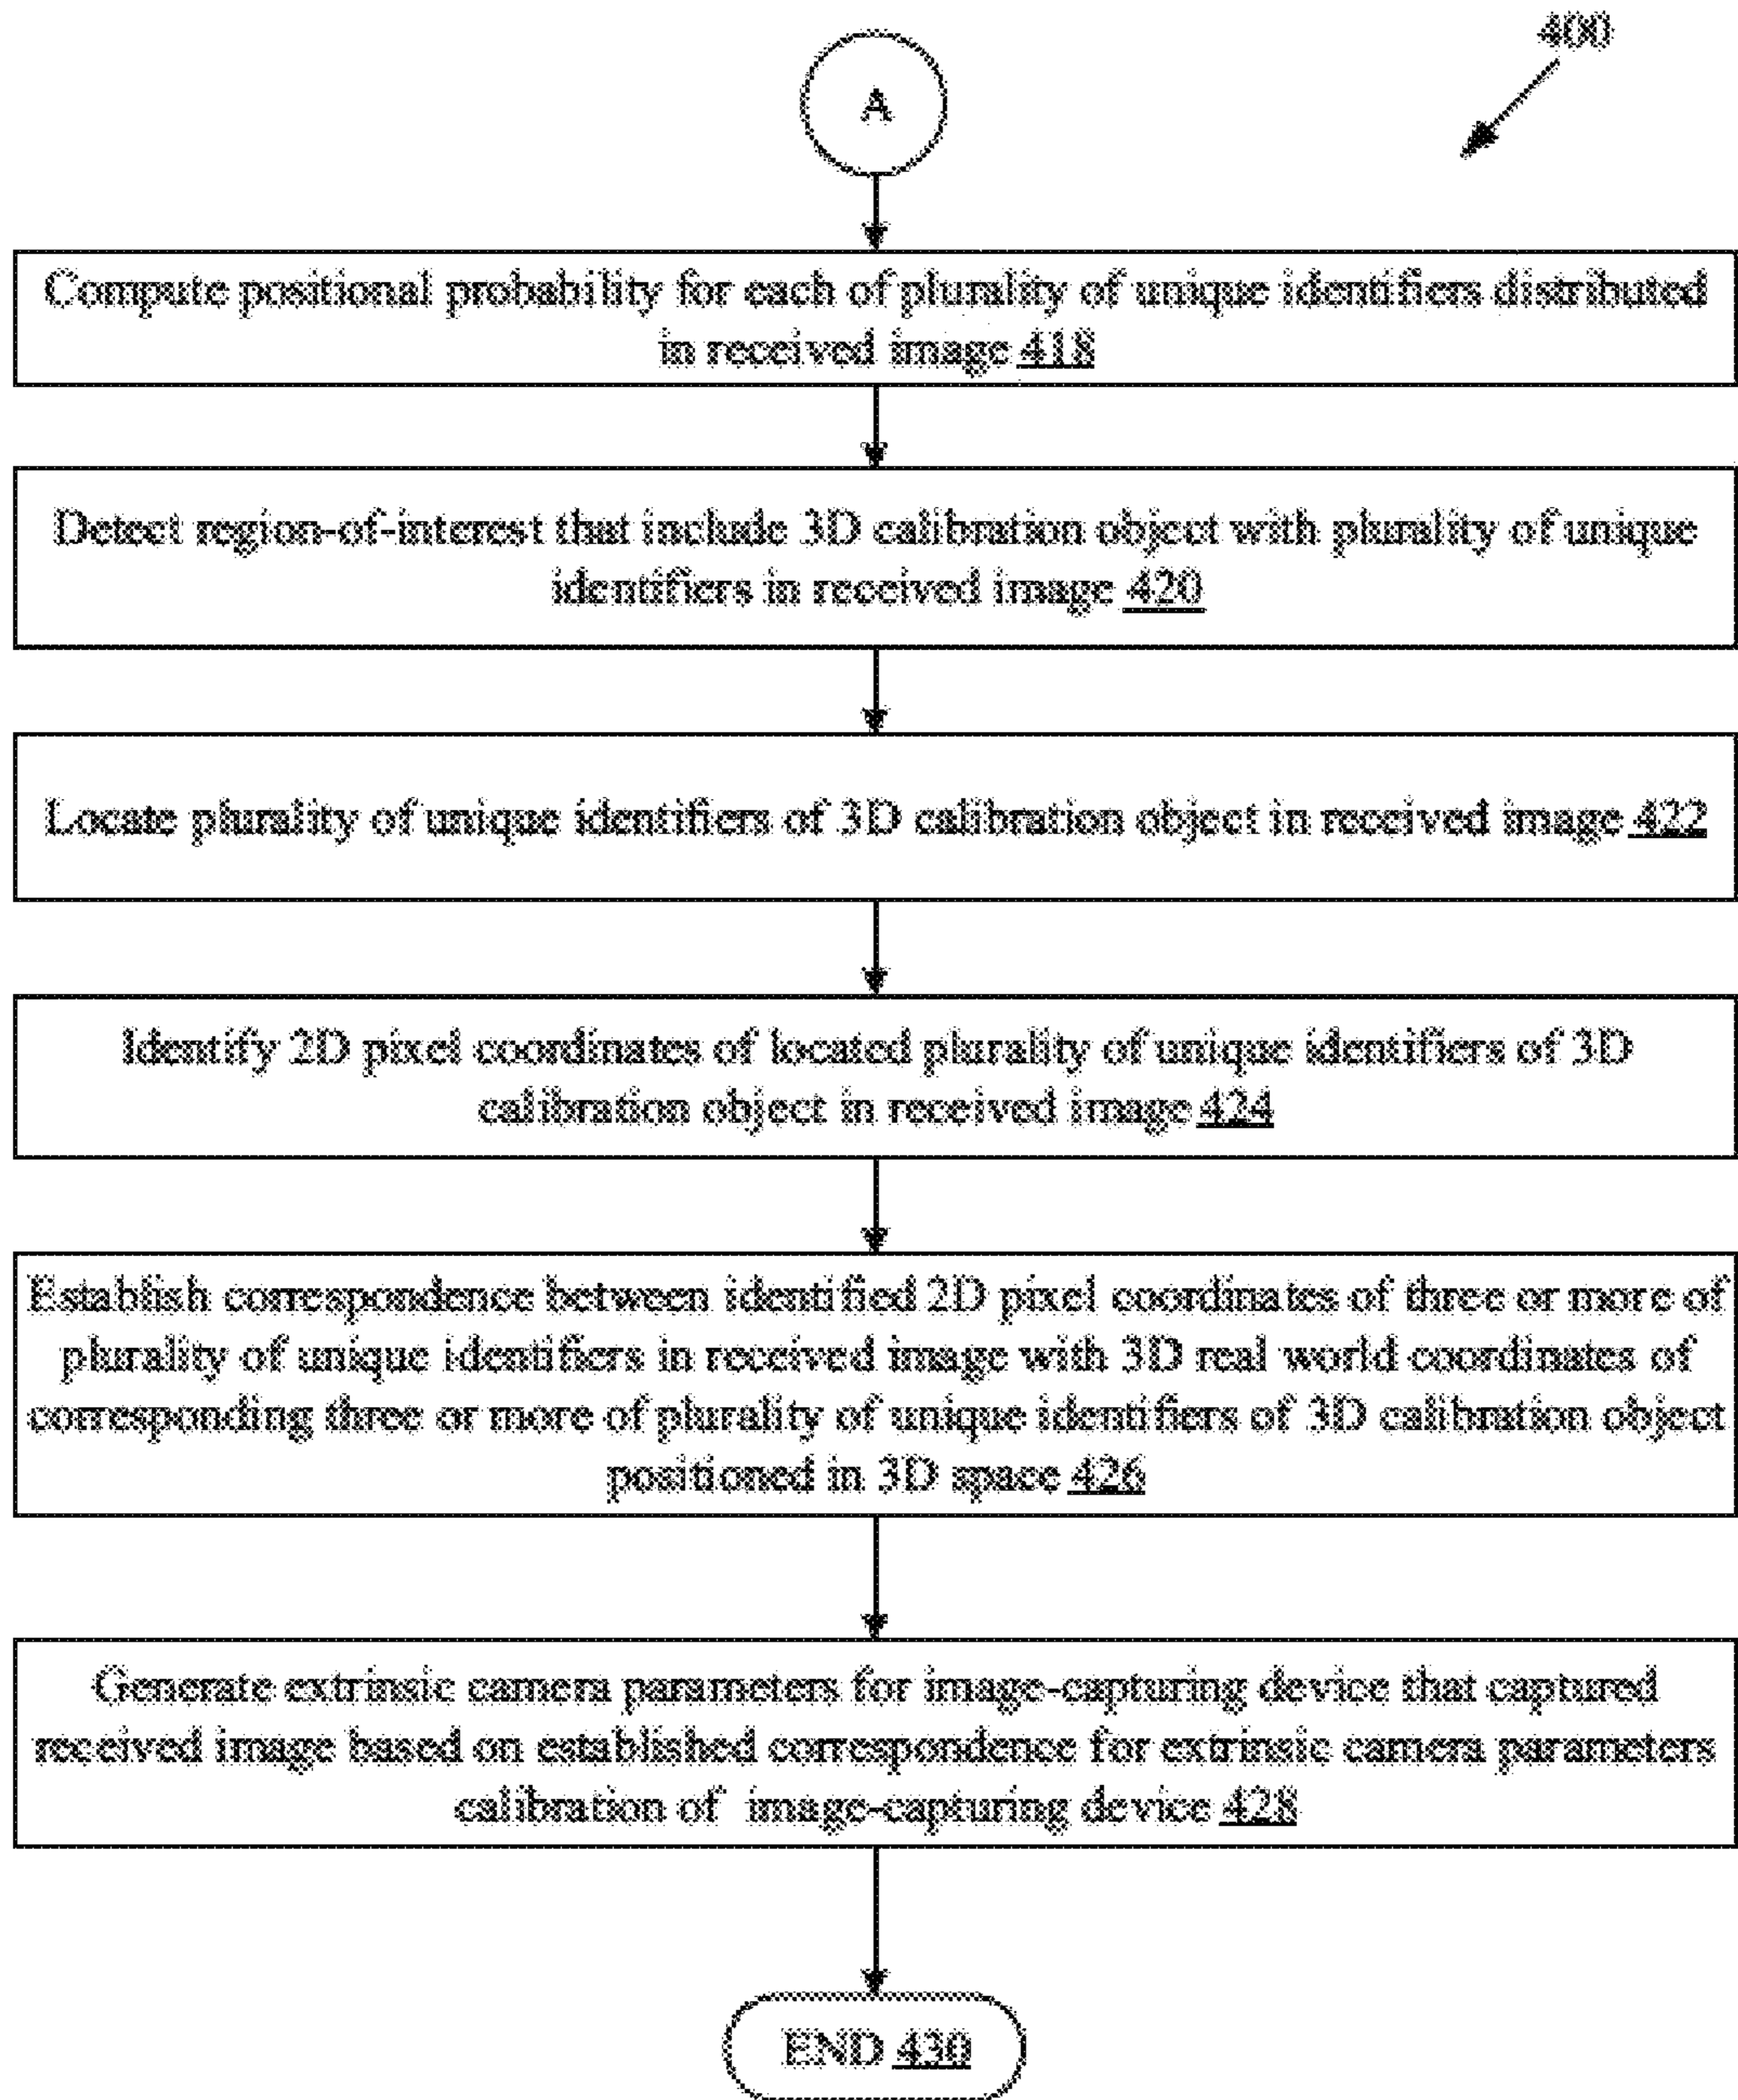 400
A
Compute positional probability for each of plurality of unique identifiers distributed
in received image 418
Detect region-of-interest that include 3D calibration object with plurality of unique
identifiers in received image 420
Locate plurality of unique identifiers of 3D calibration object in received image 422
Identify 2D pixel coordinates of located plurality of unique identifiers of 3D
calibration object in received image 424
Establish correspondence between identified 2D pixel coordinates of three or more of
plurality of unique identifiers in received image with 3D real world coordinates of
corresponding three or more of plurality of unique identifiers of 3D calibration object
positioned in 3D space 426
Generate extrinsic camera parameters for image-capturing device that captured
received image based on established correspondence for extrinsic camera parameters
calibration of image-capturing device 428
END 430